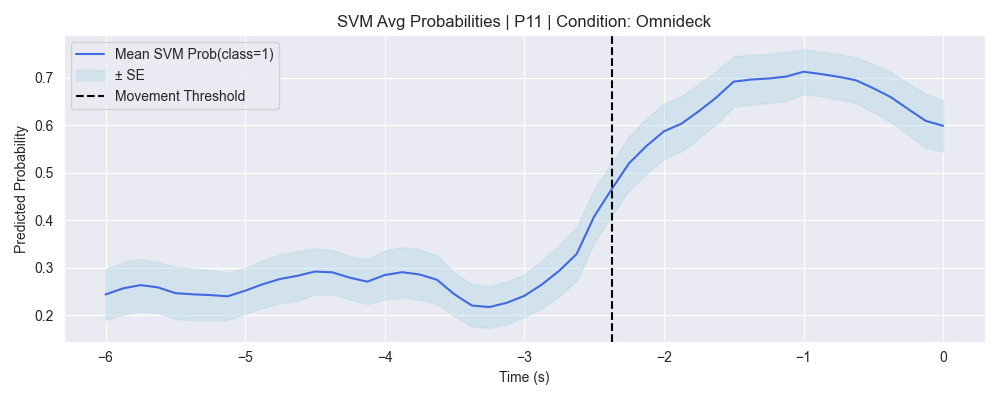 SVM Avg Probabilities | P11 | Condition: Omnideck
Mean SVM Prob(class=1)
± SE
Movement Threshold
Predicted Probability
0.7
0.6
0.5
0.4
0.3
0.2
−6 −5 −4 −3 −2 −1 0
Time (s)